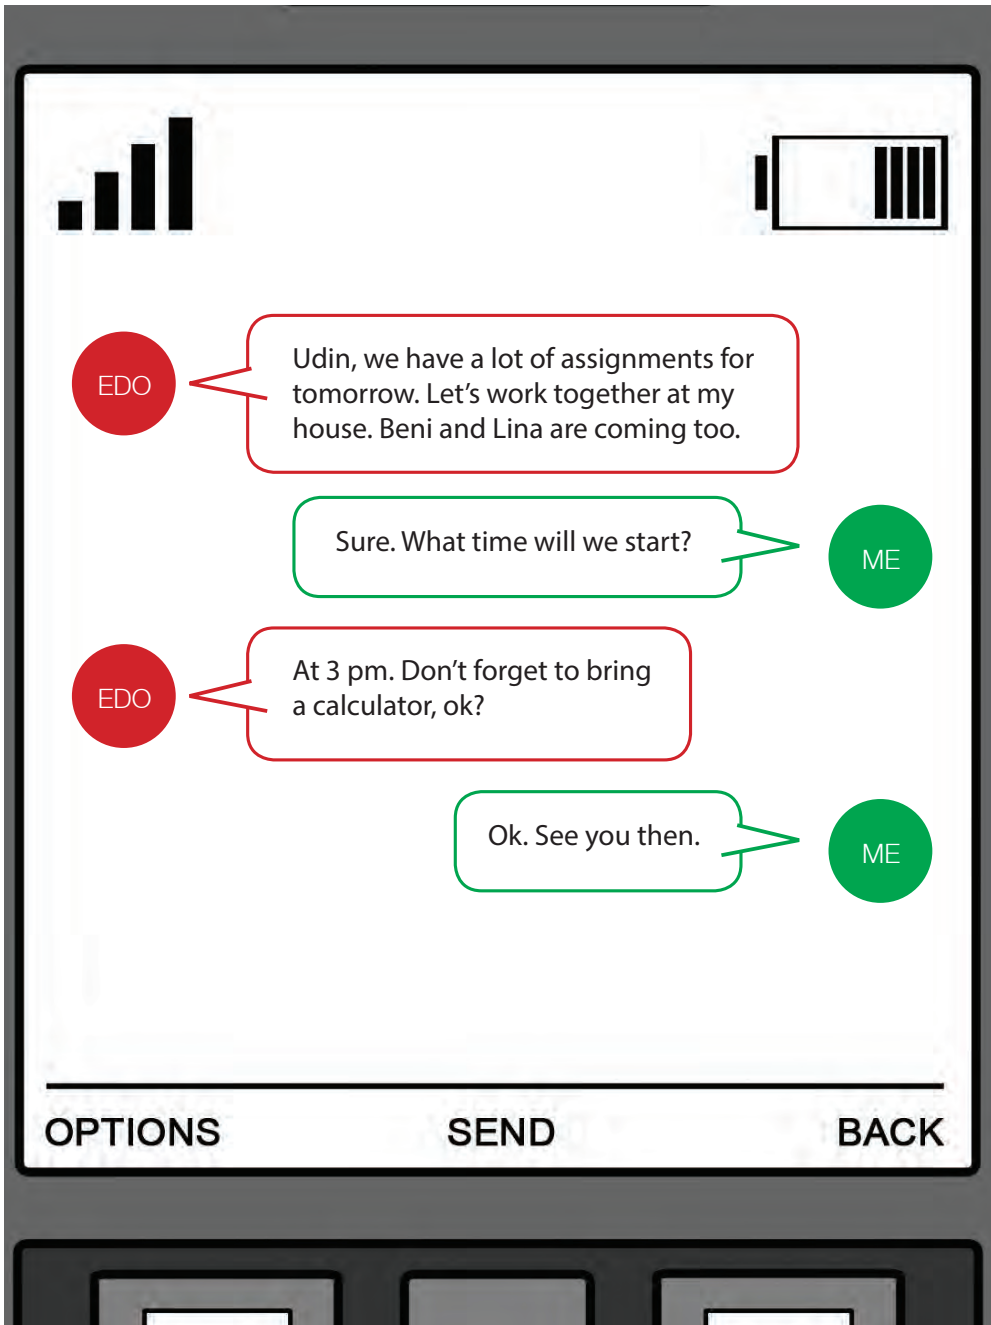 EDO
Udin, we have a lot of assignments for
tomorrow. Let’s work together at my
house. Beni and Lina are coming too.
Sure. What time will we start?
ME
EDO
At 3 pm. Don’t forget to bring
a calculator, ok?
Ok. See you then.
ME
OPTIONS SEND BACK